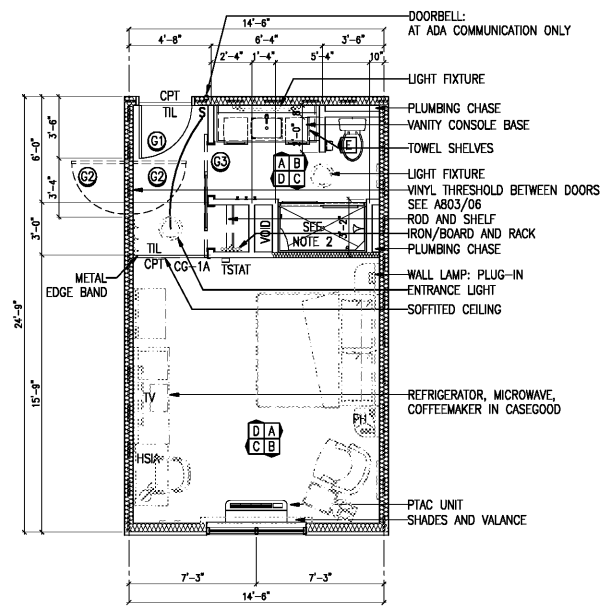 DOORBELL:
AT ADA COMMUNICATION ONLY
14'-6"
4'-8" 6'-4" 3'-6"
2'-4" 1'-4" 5'-4" 10"
LIGHT FIXTURE
CPT
TIL
S
PLUMBING CHASE
VANITY CONSOLE BASE
TOWEL SHELVES
G1
G3
E
A B
D C
G2 G2
LIGHT FIXTURE
VINYL THRESHOLD BETWEEN DOORS
SEE A803/06
ROD AND SHELF
IRON/BOARD AND RACK
PLUMBING CHASE
VOID
SEE
NOTE 2
TIL
CPT CG-1A
TSTAT
METAL
EDGE BAND
WALL LAMP: PLUG-IN
ENTRANCE LIGHT
SOFFITED CEILING
3'-6"
6'-0"
3'-4"
3'-0"
24'-9"
15'-9"
TV
REFRIGERATOR, MICROWAVE,
COFFEEMAKER IN CASEGOOD
PH
D A
C B
HSIA
PTAC UNIT
SHADES AND VALANCE
7'-3" 7'-3"
14'-6"